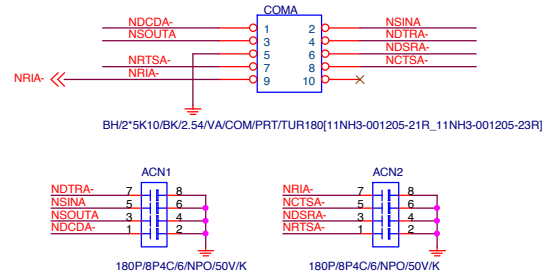 COMA
NDCDA- 1 2 NSINA
NSOUTA 3 4 NDTRA-
5 6 NDSRA-
NRTSA- 7 8 NCTSA-
NRIA- NRIA- 9 10
BH/2*5K10/BK/2.54/VA/COM/PRT/TUR180[11NH3-001205-21R_11NH3-001205-23R]
ACN1
NDTRA- 7 8
NSINA 5 6
NSOUTA 3 4
NDCDA- 1 2
180P/8P4C/6/NPO/50V/K
ACN2
NRIA- 7 8
NCTSA- 5 6
NDSRA- 3 4
NRTSA- 1 2
180P/8P4C/6/NPO/50V/K